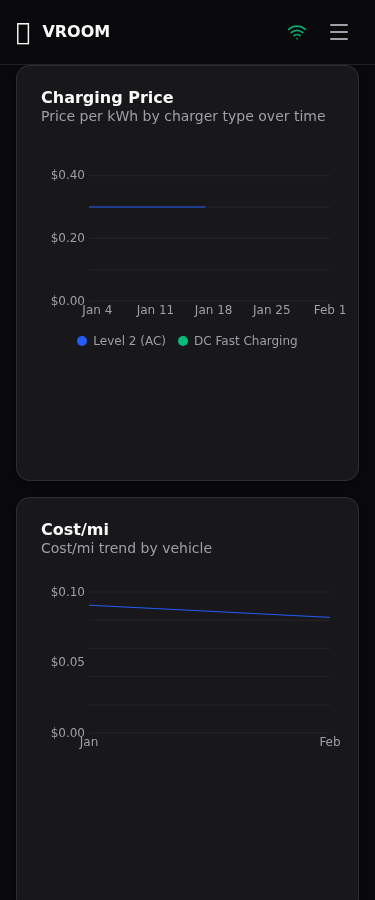 VROOM
Charging Price
Price per kWh by charger type over time
$0.40
$0.20
$0.00
Jan 4 Jan 11 Jan 18 Jan 25 Feb 1
Level 2 (AC) DC Fast Charging
Cost/mi
Cost/mi trend by vehicle
$0.10
$0.05
$0.00
Jan Feb